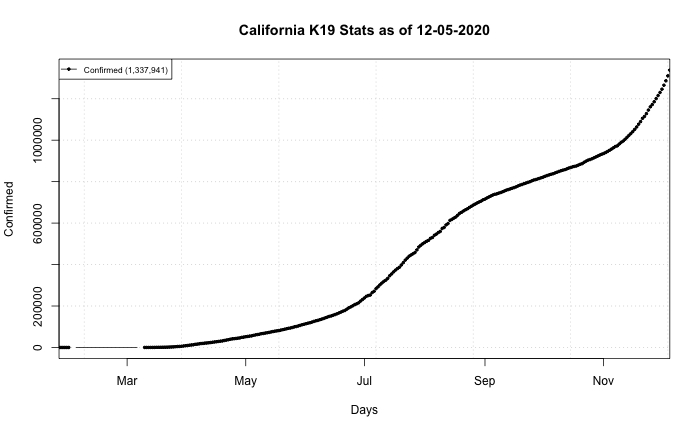 California K19 Stats as of 12-05-2020
Confirmed (1,337,941)
1000000
600000
200000
0
Confirmed
Mar May Jul Sep Nov
Days